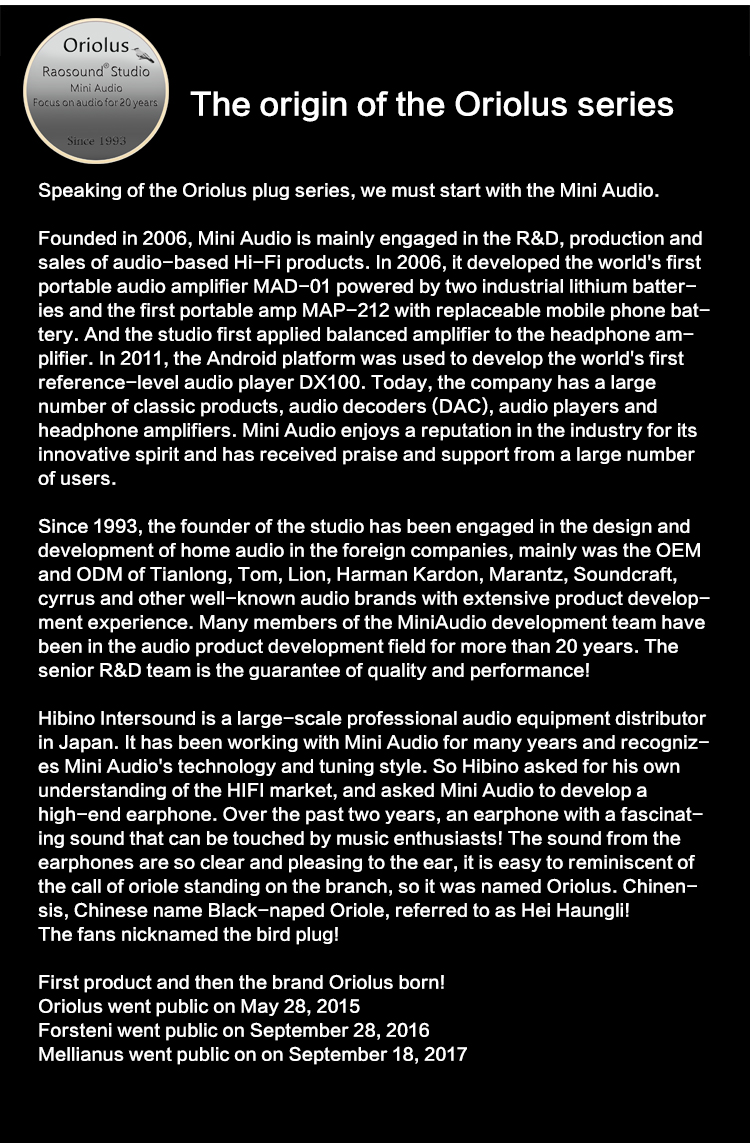 Oriolus
Raosound® Studio
Mini Audio
Focus on audio for 20 years
Since 1993
The origin of the Oriolus series
Speaking of the Oriolus plug series, we must start with the Mini Audio.
Founded in 2006, Mini Audio is mainly engaged in the R&D, production and
sales of audio-based Hi-Fi products. In 2006, it developed the world's first
portable audio amplifier MAD-01 powered by two industrial lithium batter-
ies and the first portable amp MAP-212 with replaceable mobile phone bat-
tery. And the studio first applied balanced amplifier to the headphone am-
plifier. In 2011, the Android platform was used to develop the world's first
reference-level audio player DX100. Today, the company has a large
number of classic products, audio decoders (DAC), audio players and
headphone amplifiers. Mini Audio enjoys a reputation in the industry for its
innovative spirit and has received praise and support from a large number
of users.
Since 1993, the founder of the studio has been engaged in the design and
development of home audio in the foreign companies, mainly was the OEM
and ODM of Tianlong, Tom, Lion, Harman Kardon, Marantz, Soundcraft,
cyrrus and other well-known audio brands with extensive product develop-
ment experience. Many members of the MiniAudio development team have
been in the audio product development field for more than 20 years. The
senior R&D team is the guarantee of quality and performance!
Hibino Intersound is a large-scale professional audio equipment distributor
in Japan. It has been working with Mini Audio for many years and recogniz-
es Mini Audio's technology and tuning style. So Hibino asked for his own
understanding of the HIFI market, and asked Mini Audio to develop a
high-end earphone. Over the past two years, an earphone with a fascinat-
ing sound that can be touched by music enthusiasts! The sound from the
earphones are so clear and pleasing to the ear, it is easy to reminiscent of
the call of oriole standing on the branch, so it was named Oriolus. Chinen-
sis, Chinese name Black-naped Oriole, referred to as Hei Haungli!
The fans nicknamed the bird plug!
First product and then the brand Oriolus born!
Oriolus went public on May 28, 2015
Forsteni went public on September 28, 2016
Mellianus went public on on September 18, 2017